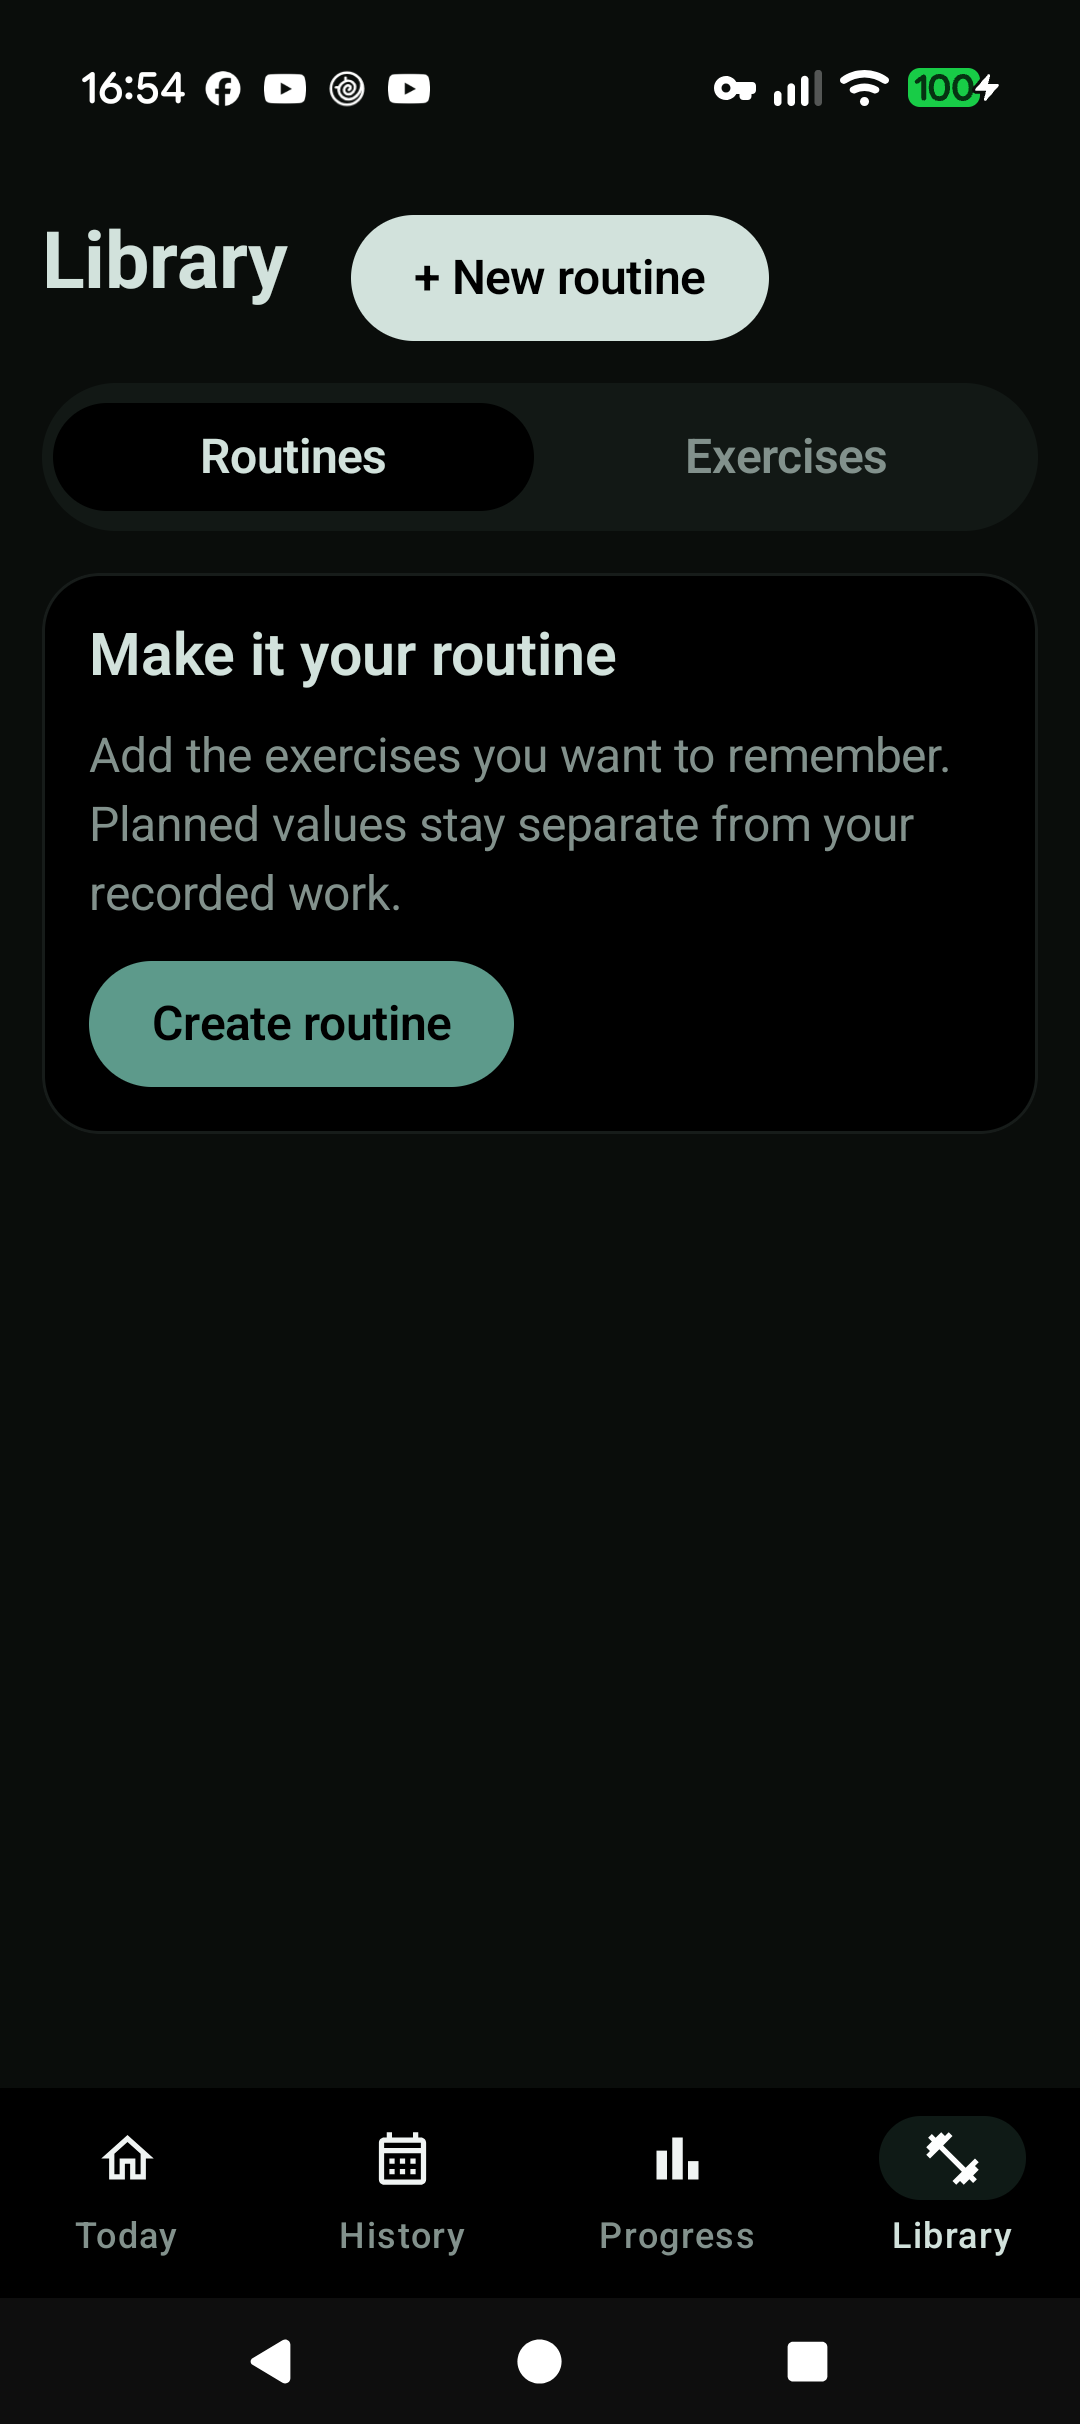 16:54
100
Library
+ New routine
Routines
Exercises
Make it your routine
Add the exercises you want to remember.
Planned values stay separate from your
recorded work.
Create routine
Today
History
Progress
Library